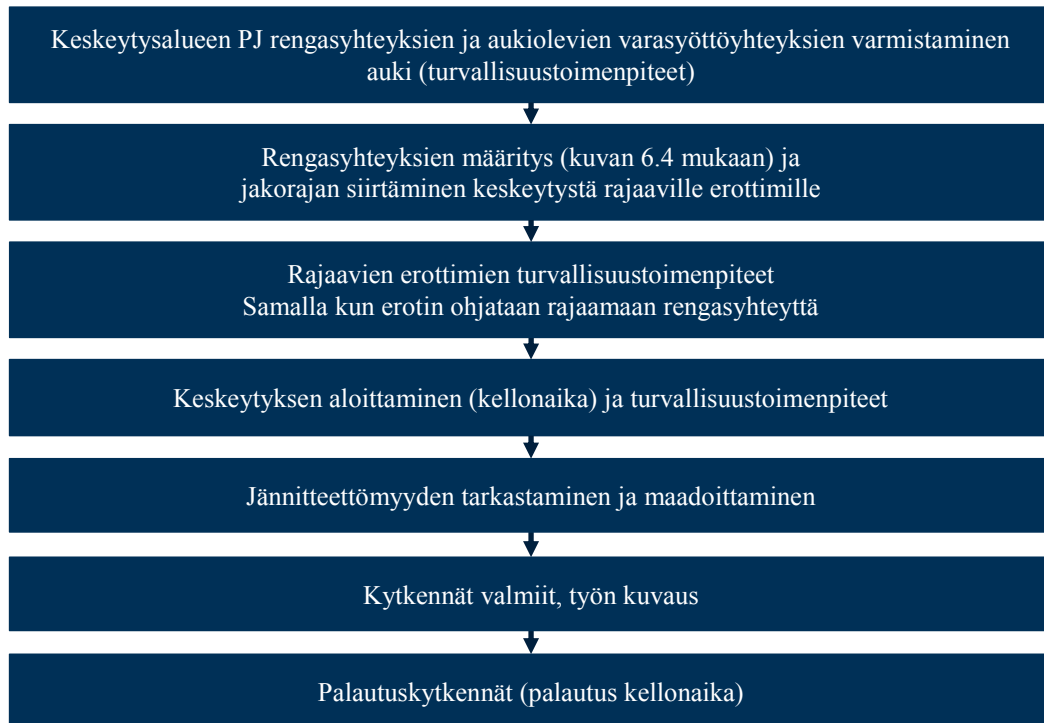 Keskeytysalueen PJ rengasyhteyksien ja aukiolevien varasyöttöyhteyksien varmistaminen
auki (turvallisuustoimenpiteet)
Rengasyhteyksien määritys (kuvan 6.4 mukaan) ja
jakorajan siirtäminen keskeytystä rajaaville erottimille
Rajaavien erottimien turvallisuustoimenpiteet
Samalla kun erotin ohjataan rajaamaan rengasyhteyttä
Keskeytyksen aloittaminen (kellonaika) ja turvallisuustoimenpiteet
Jännitteettömyyden tarkastaminen ja maadoittaminen
Kytkennät valmiit, työn kuvaus
Palautuskytkennät (palautus kellonaika)